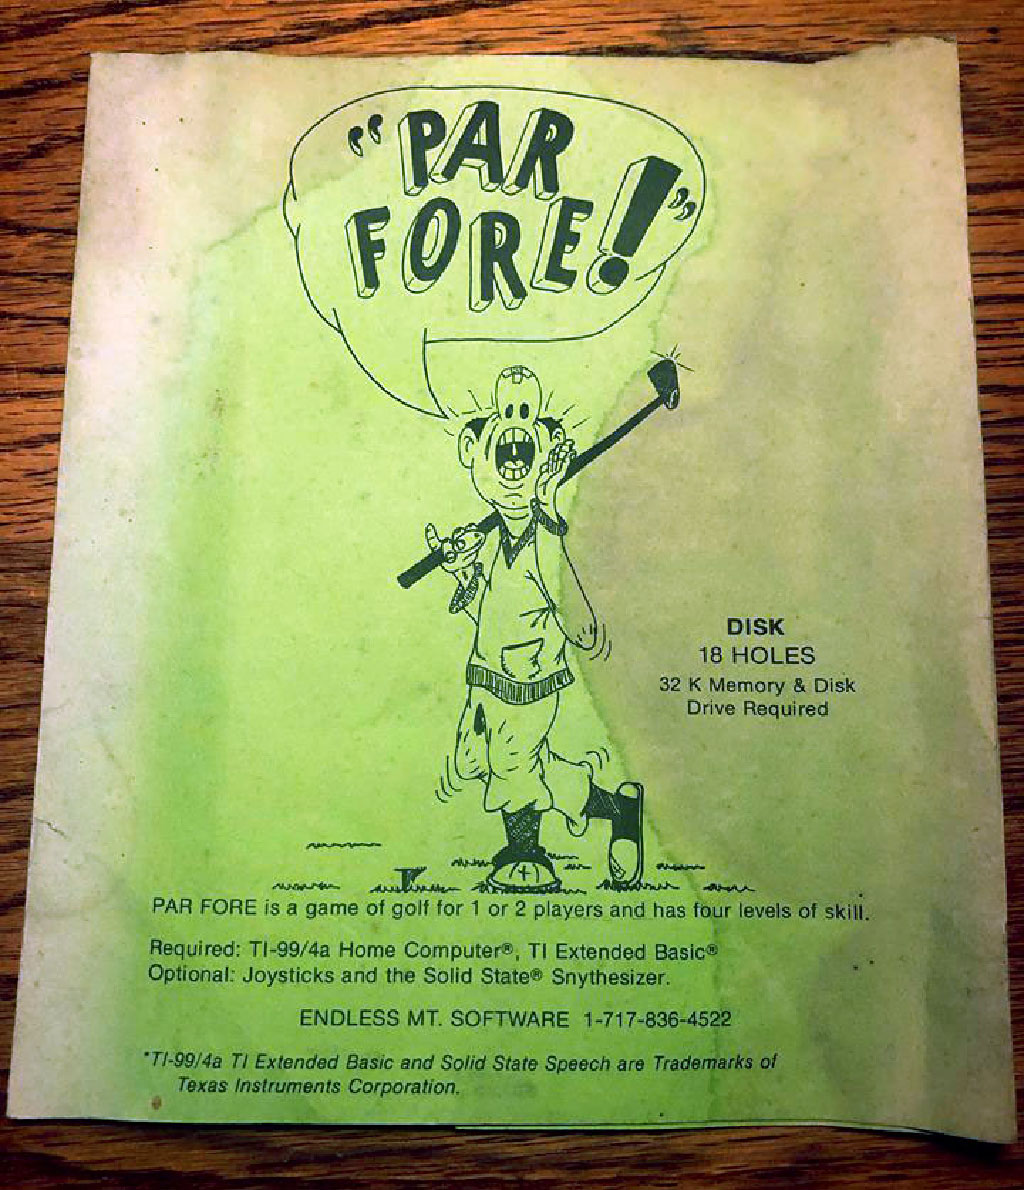 "PAR
FORE!"
DISK
18 HOLES
32 K Memory & Disk
Drive Required
PAR FORE is a game of golf for 1 or 2 players and has four levels of skill.
Required: TI-99/4a Home Computer®, TI Extended Basic®
Optional: Joysticks and the Solid State® Snythesizer.
ENDLESS MT. SOFTWARE 1-717-836-4522
*TI-99/4a TI Extended Basic and Solid State Speech are Trademarks of
Texas Instruments Corporation.